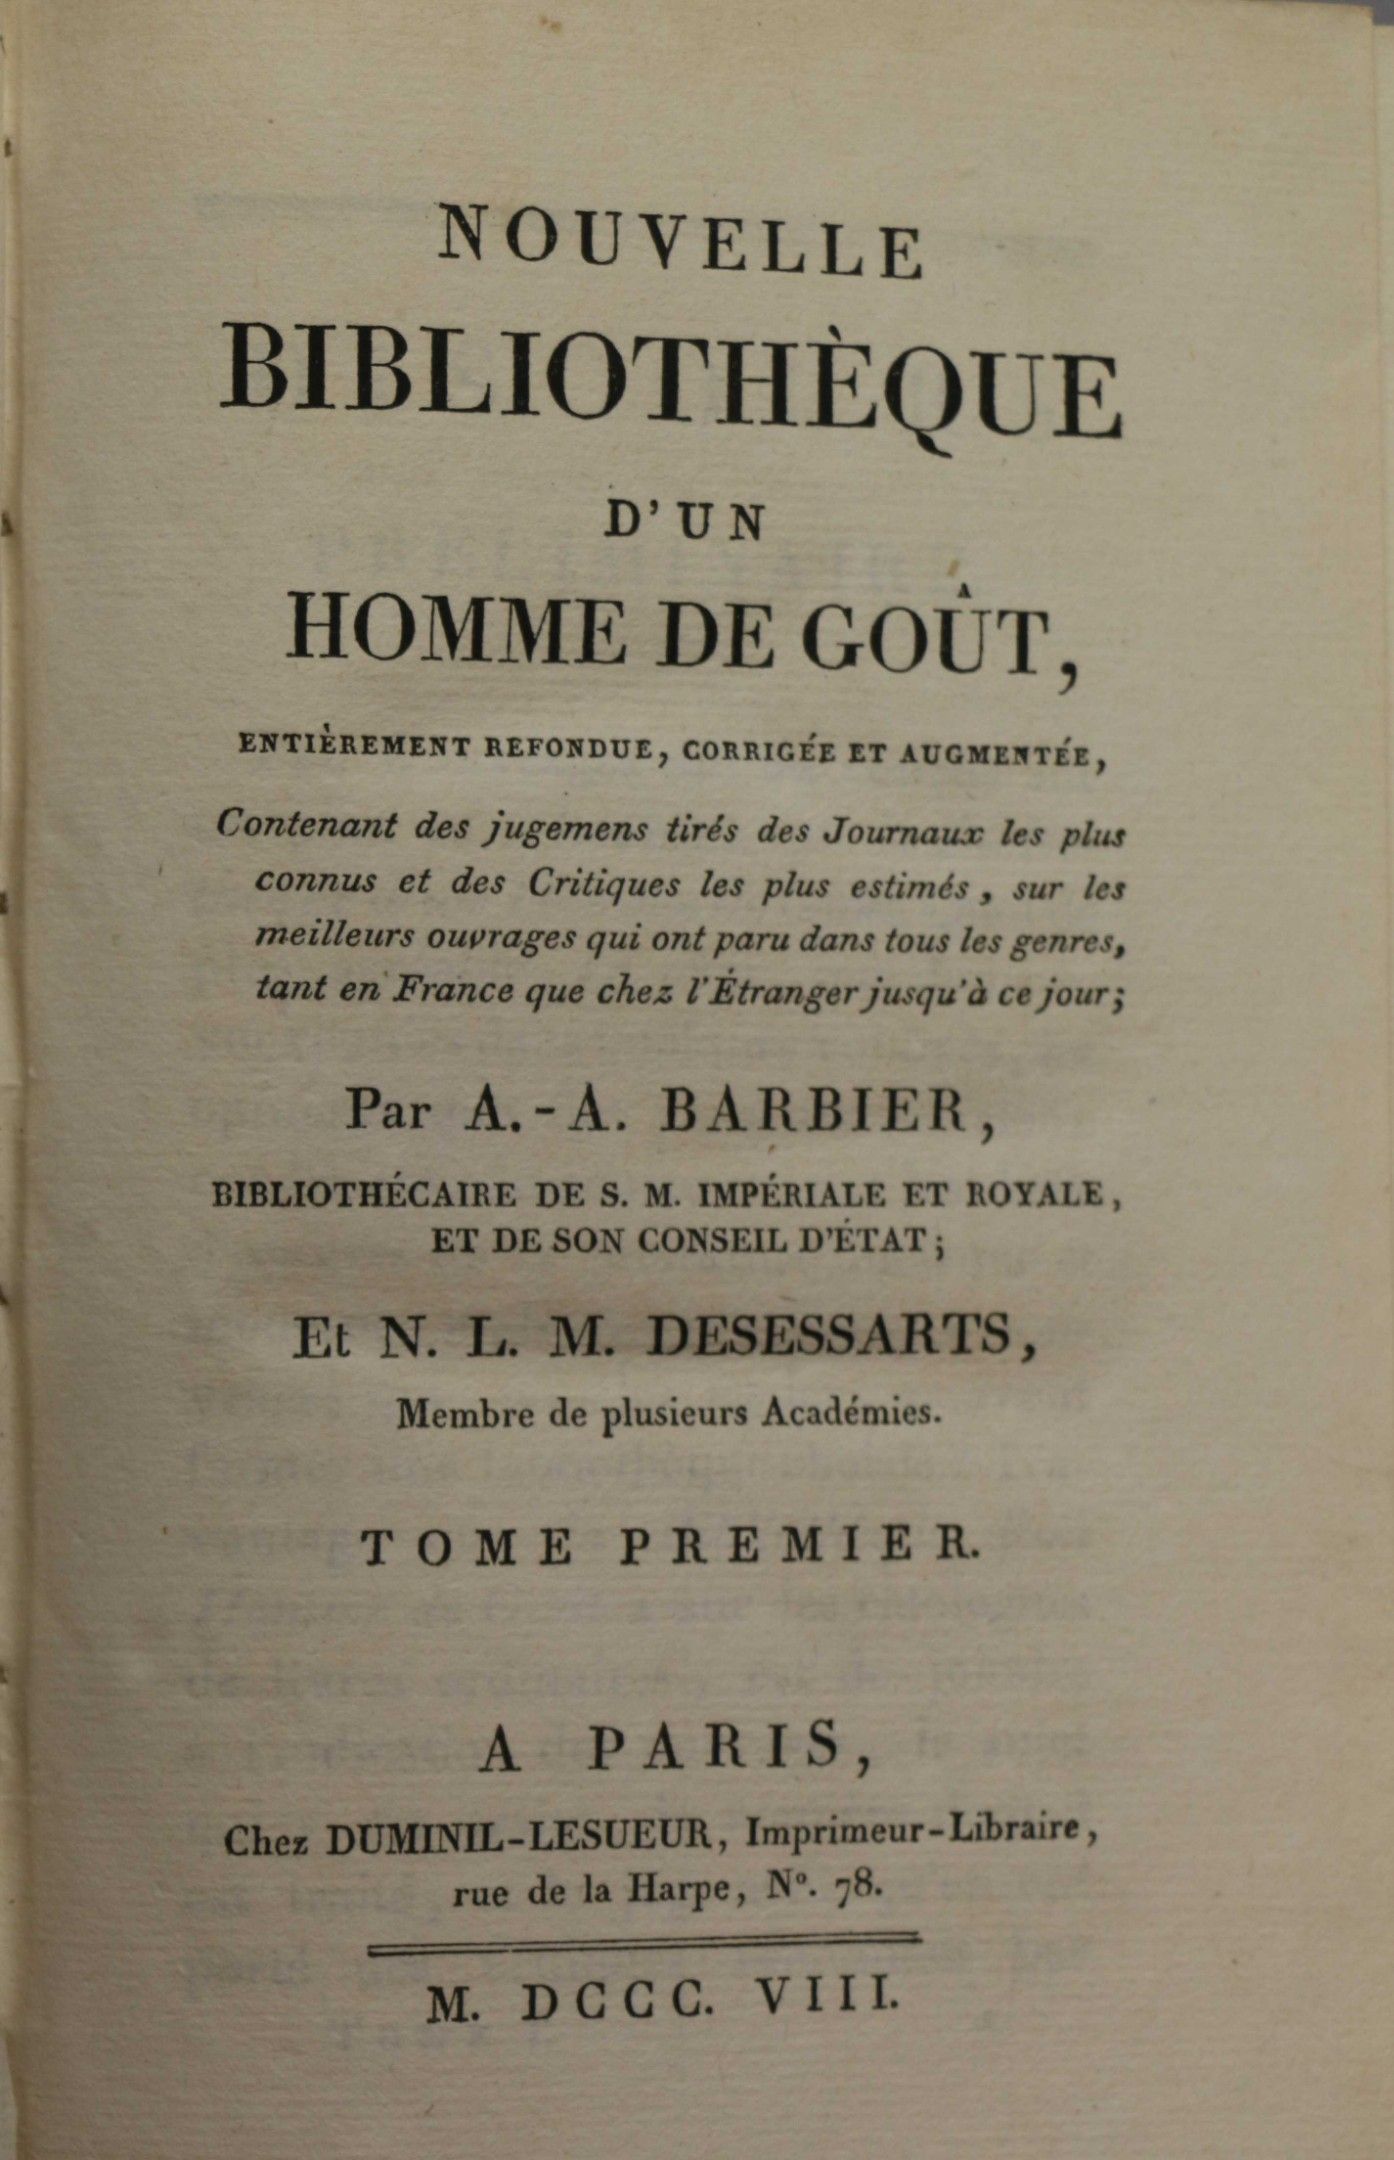 NOUVELLE
BIBLIOTHÈQUE
D'UN
HOMME DE GOÛT,
ENTIÈREMENT REFONDUE, CORRIGÉE ET AUGMENTÉE,
Contenant des jugemens tirés des Journaux les plus
connus et des Critiques les plus estimés, sur les
meilleurs ouvrages qui ont paru dans tous les genres,
tant en France que chez l'Étranger jusqu'à ce jour;
Par A.-A. BARBIER,
BIBLIOTHÉCAIRE DE S. M. IMPÉRIALE ET ROYALE,
ET DE SON CONSEIL D'ÉTAT;
Et N. L. M. DESESSARTS,
Membre de plusieurs Académies.
TOME PREMIER.
A PARIS,
Chez DUMINIL-LESUEUR, Imprimeur-Libraire,
rue de la Harpe, N°. 78.
M. DCCC. VIII.